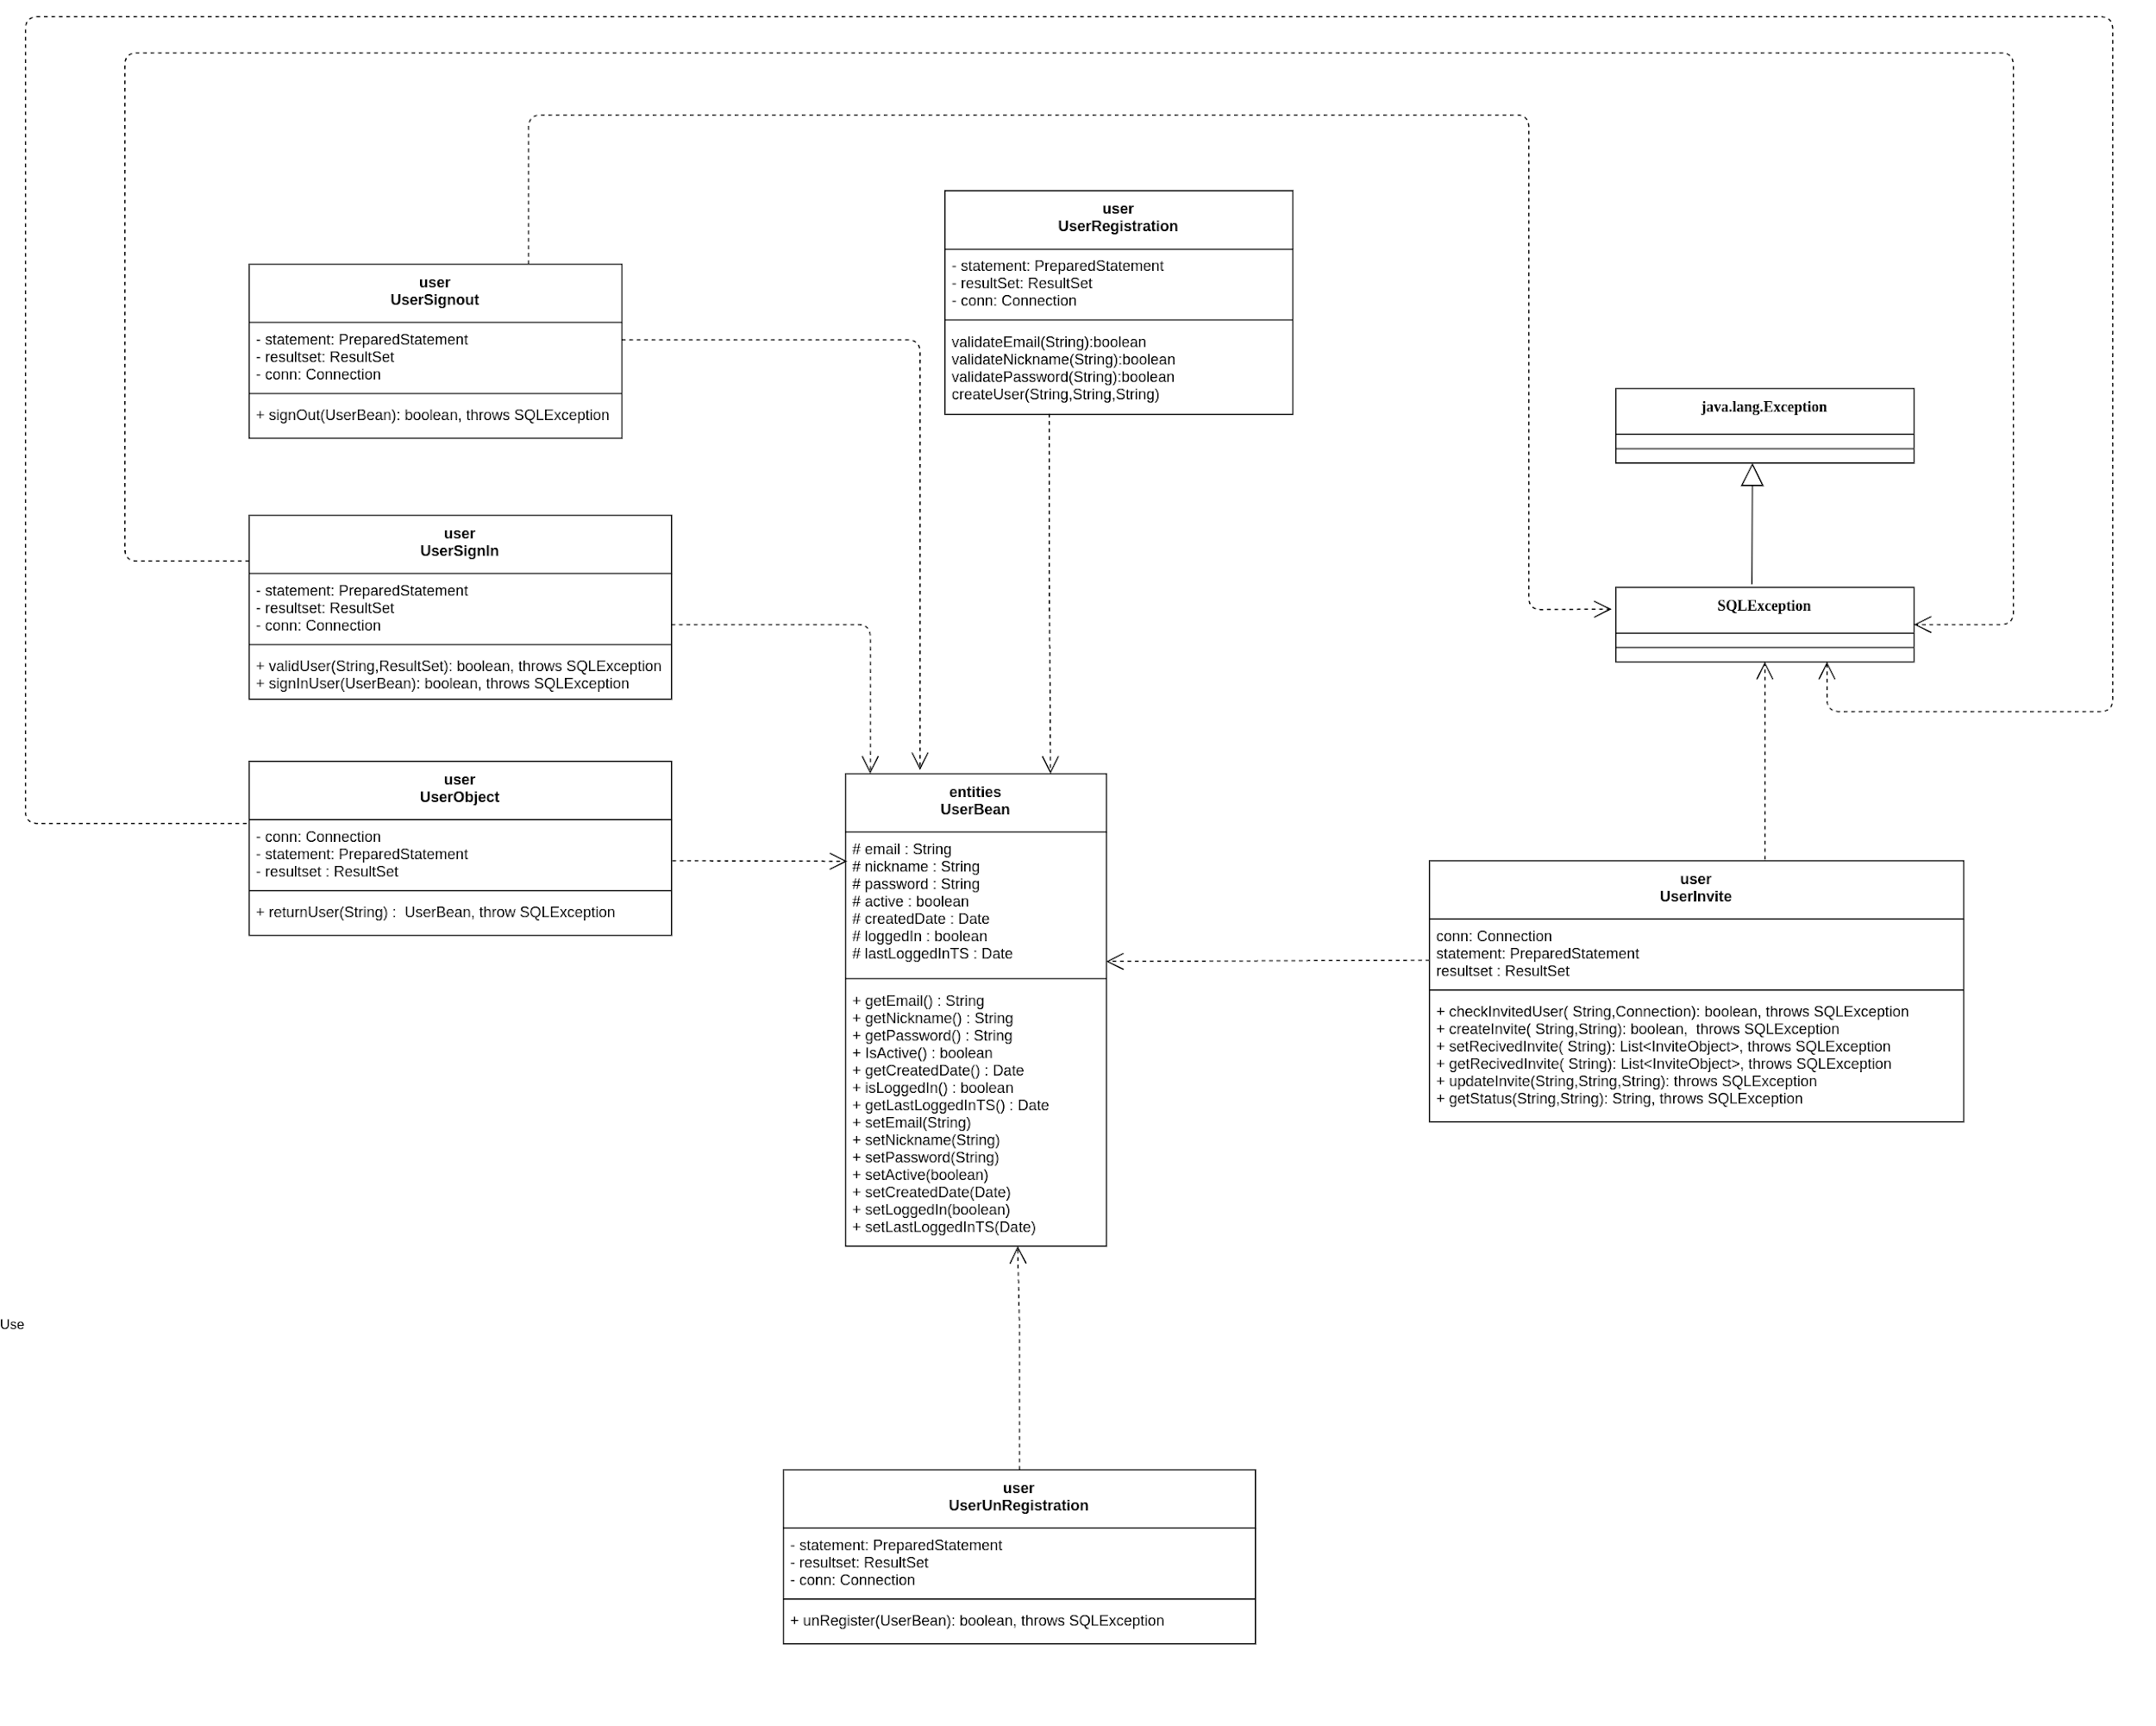 user
UserRegistration
- statement: PreparedStatement
- resultSet: ResultSet
- conn: Connection
validateEmail(String):boolean
validateNickname(String):boolean
validatePassword(String):boolean
createUser(String,String,String)
user
UserSignout
- statement: PreparedStatement
- resultset: ResultSet
- conn: Connection
+ signOut(UserBean): boolean, throws SQLException
java.lang.Exception
user
UserSignIn
- statement: PreparedStatement
- resultset: ResultSet
- conn: Connection
+ validUser(String,ResultSet): boolean, throws SQLException
+ signInUser(UserBean): boolean, throws SQLException
SQLException
user
UserObject
- conn: Connection
- statement: PreparedStatement
- resultset : ResultSet
+ returnUser(String) :  UserBean, throw SQLException
entities
UserBean
# email : String
# nickname : String
# password : String
# active : boolean
# createdDate : Date
# loggedIn : boolean
# lastLoggedInTS : Date
+ getEmail() : String
+ getNickname() : String
+ getPassword() : String
+ IsActive() : boolean
+ getCreatedDate() : Date
+ isLoggedIn() : boolean
+ getLastLoggedInTS() : Date
+ setEmail(String)
+ setNickname(String)
+ setPassword(String)
+ setActive(boolean)
+ setCreatedDate(Date)
+ setLoggedIn(boolean)
+ setLastLoggedInTS(Date)
user
UserInvite
conn: Connection
statement: PreparedStatement
resultset : ResultSet
+ checkInvitedUser( String,Connection): boolean, throws SQLException
+ createInvite( String,String): boolean,  throws SQLException
+ setRecivedInvite( String): List<InviteObject>, throws SQLException
+ getRecivedInvite( String): List<InviteObject>, throws SQLException
+ updateInvite(String,String,String): throws SQLException
+ getStatus(String,String): String, throws SQLException
Use
user
UserUnRegistration
- statement: PreparedStatement
- resultset: ResultSet
- conn: Connection
+ unRegister(UserBean): boolean, throws SQLException